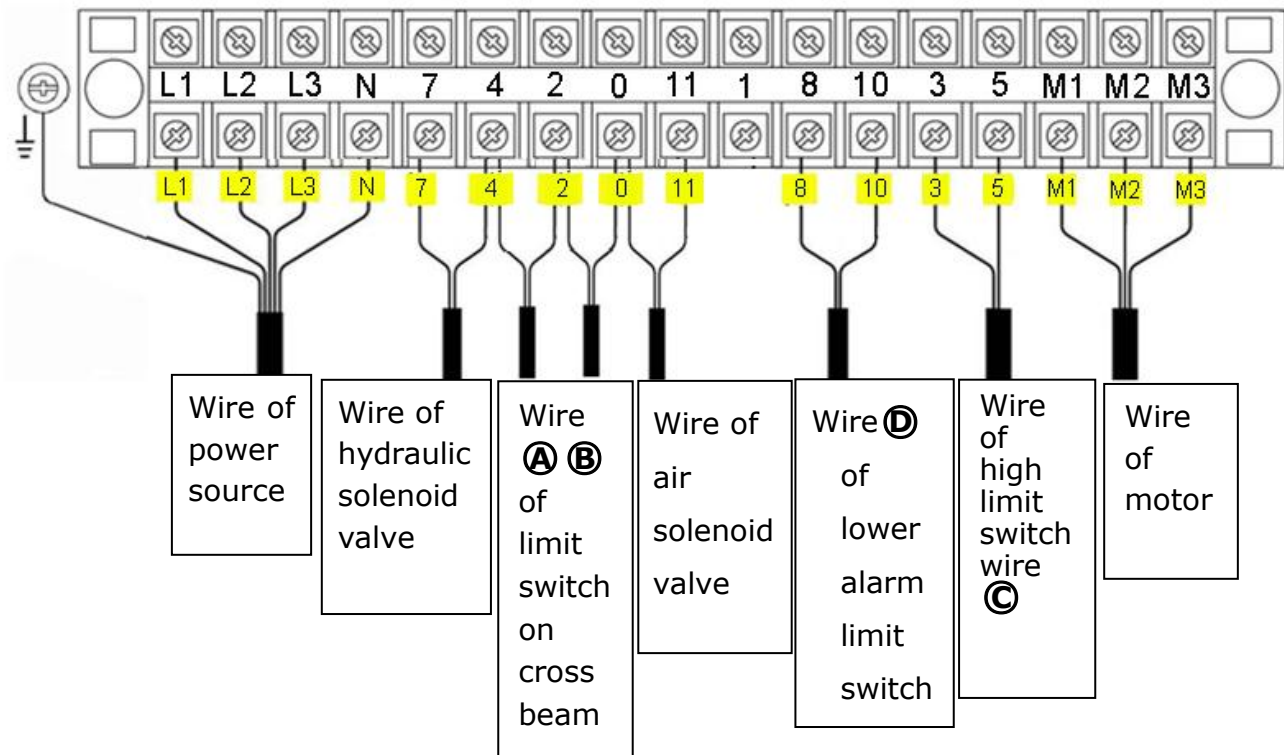 L1 L2 L3 N 7 4 2 0 11 1 8 10 3 5 M1 M2 M3
L1 L2 L3 N 7 4 2 0 11 8 10 3 5 M1 M2 M3
Wire of
power
source
Wire of
hydraulic
solenoid
valve
Wire
Ⓐ Ⓑ
of
limit
switch
on
cross
beam
Wire of
air
solenoid
valve
Wire Ⓓ
of
lower
alarm
limit
switch
Wire
of
high
limit
switch
wire
Ⓒ
Wire
of
motor